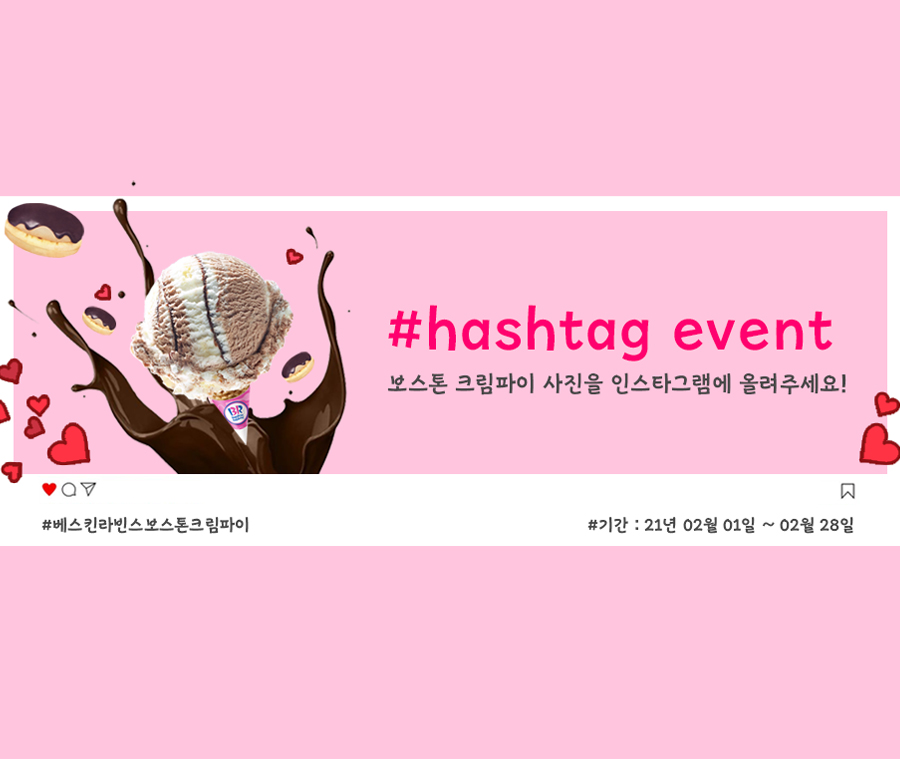 #hashtag event
보스톤 크림파이 사진을 인스타그램에 올려주세요!
BR
#베스킨라빈스보스톤크림파이
#기간 : 21년 02월 01일 ~ 02월 28일